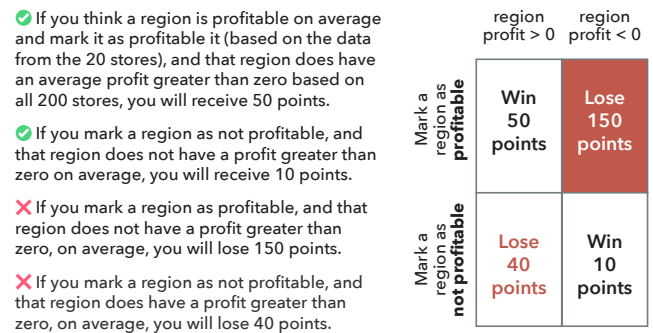 If you think a region is profitable on average
and mark it as profitable it (based on the data
from the 20 stores), and that region does have
an average profit greater than zero based on
all 200 stores, you will receive 50 points.
If you mark a region as not profitable, and
that region does not have a profit greater than
zero on average, you will receive 10 points.
If you mark a region as profitable, and that
region does not have a profit greater than
zero, on average, you will lose 150 points.
If you mark a region as not profitable, and
that region does have a profit greater than
zero, on average, you will lose 40 points.
region
profit > 0
region
profit < 0
Mark a
region as
profitable
Win
50
points
Lose
150
points
Mark a
region as
not profitable
Lose
40
points
Win
10
points